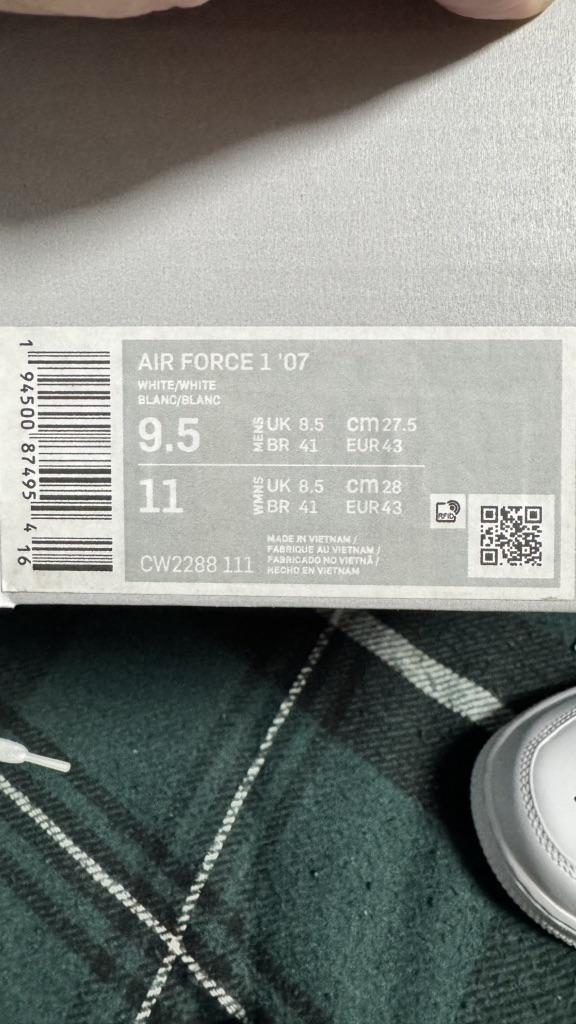 AIR FORCE 1 '07
WHITE/WHITE
BLANC/BLANC
9.5 MENS UK 8.5 cm 27.5
BR 41 EUR 43
11 WMNS UK 8.5 cm 28
BR 41 EUR 43
RFID
CW2288 111
MADE IN VIETNAM /
FABRIQUE AU VIETNAM /
FABRICADO NO VIETNÃ /
HECHO EN VIETNAM
1 94500 87495 4 16